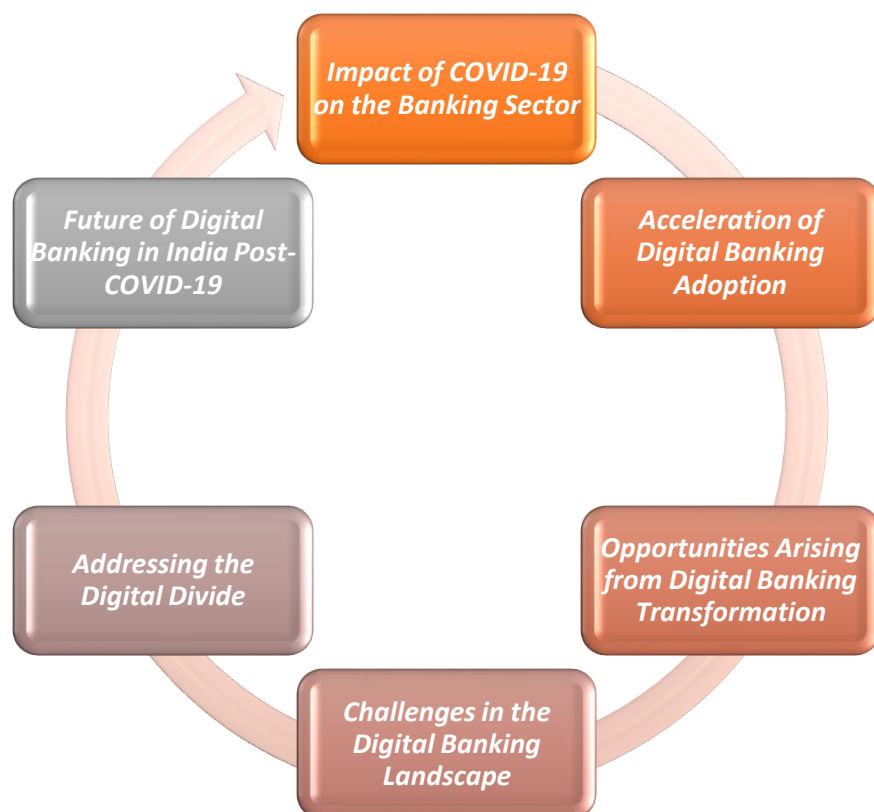 Impact of COVID-19
on the Banking Sector
Acceleration of
Digital Banking
Adoption
Opportunities Arising
from Digital Banking
Transformation
Challenges in the
Digital Banking
Landscape
Addressing the
Digital Divide
Future of Digital
Banking in India Post-
COVID-19